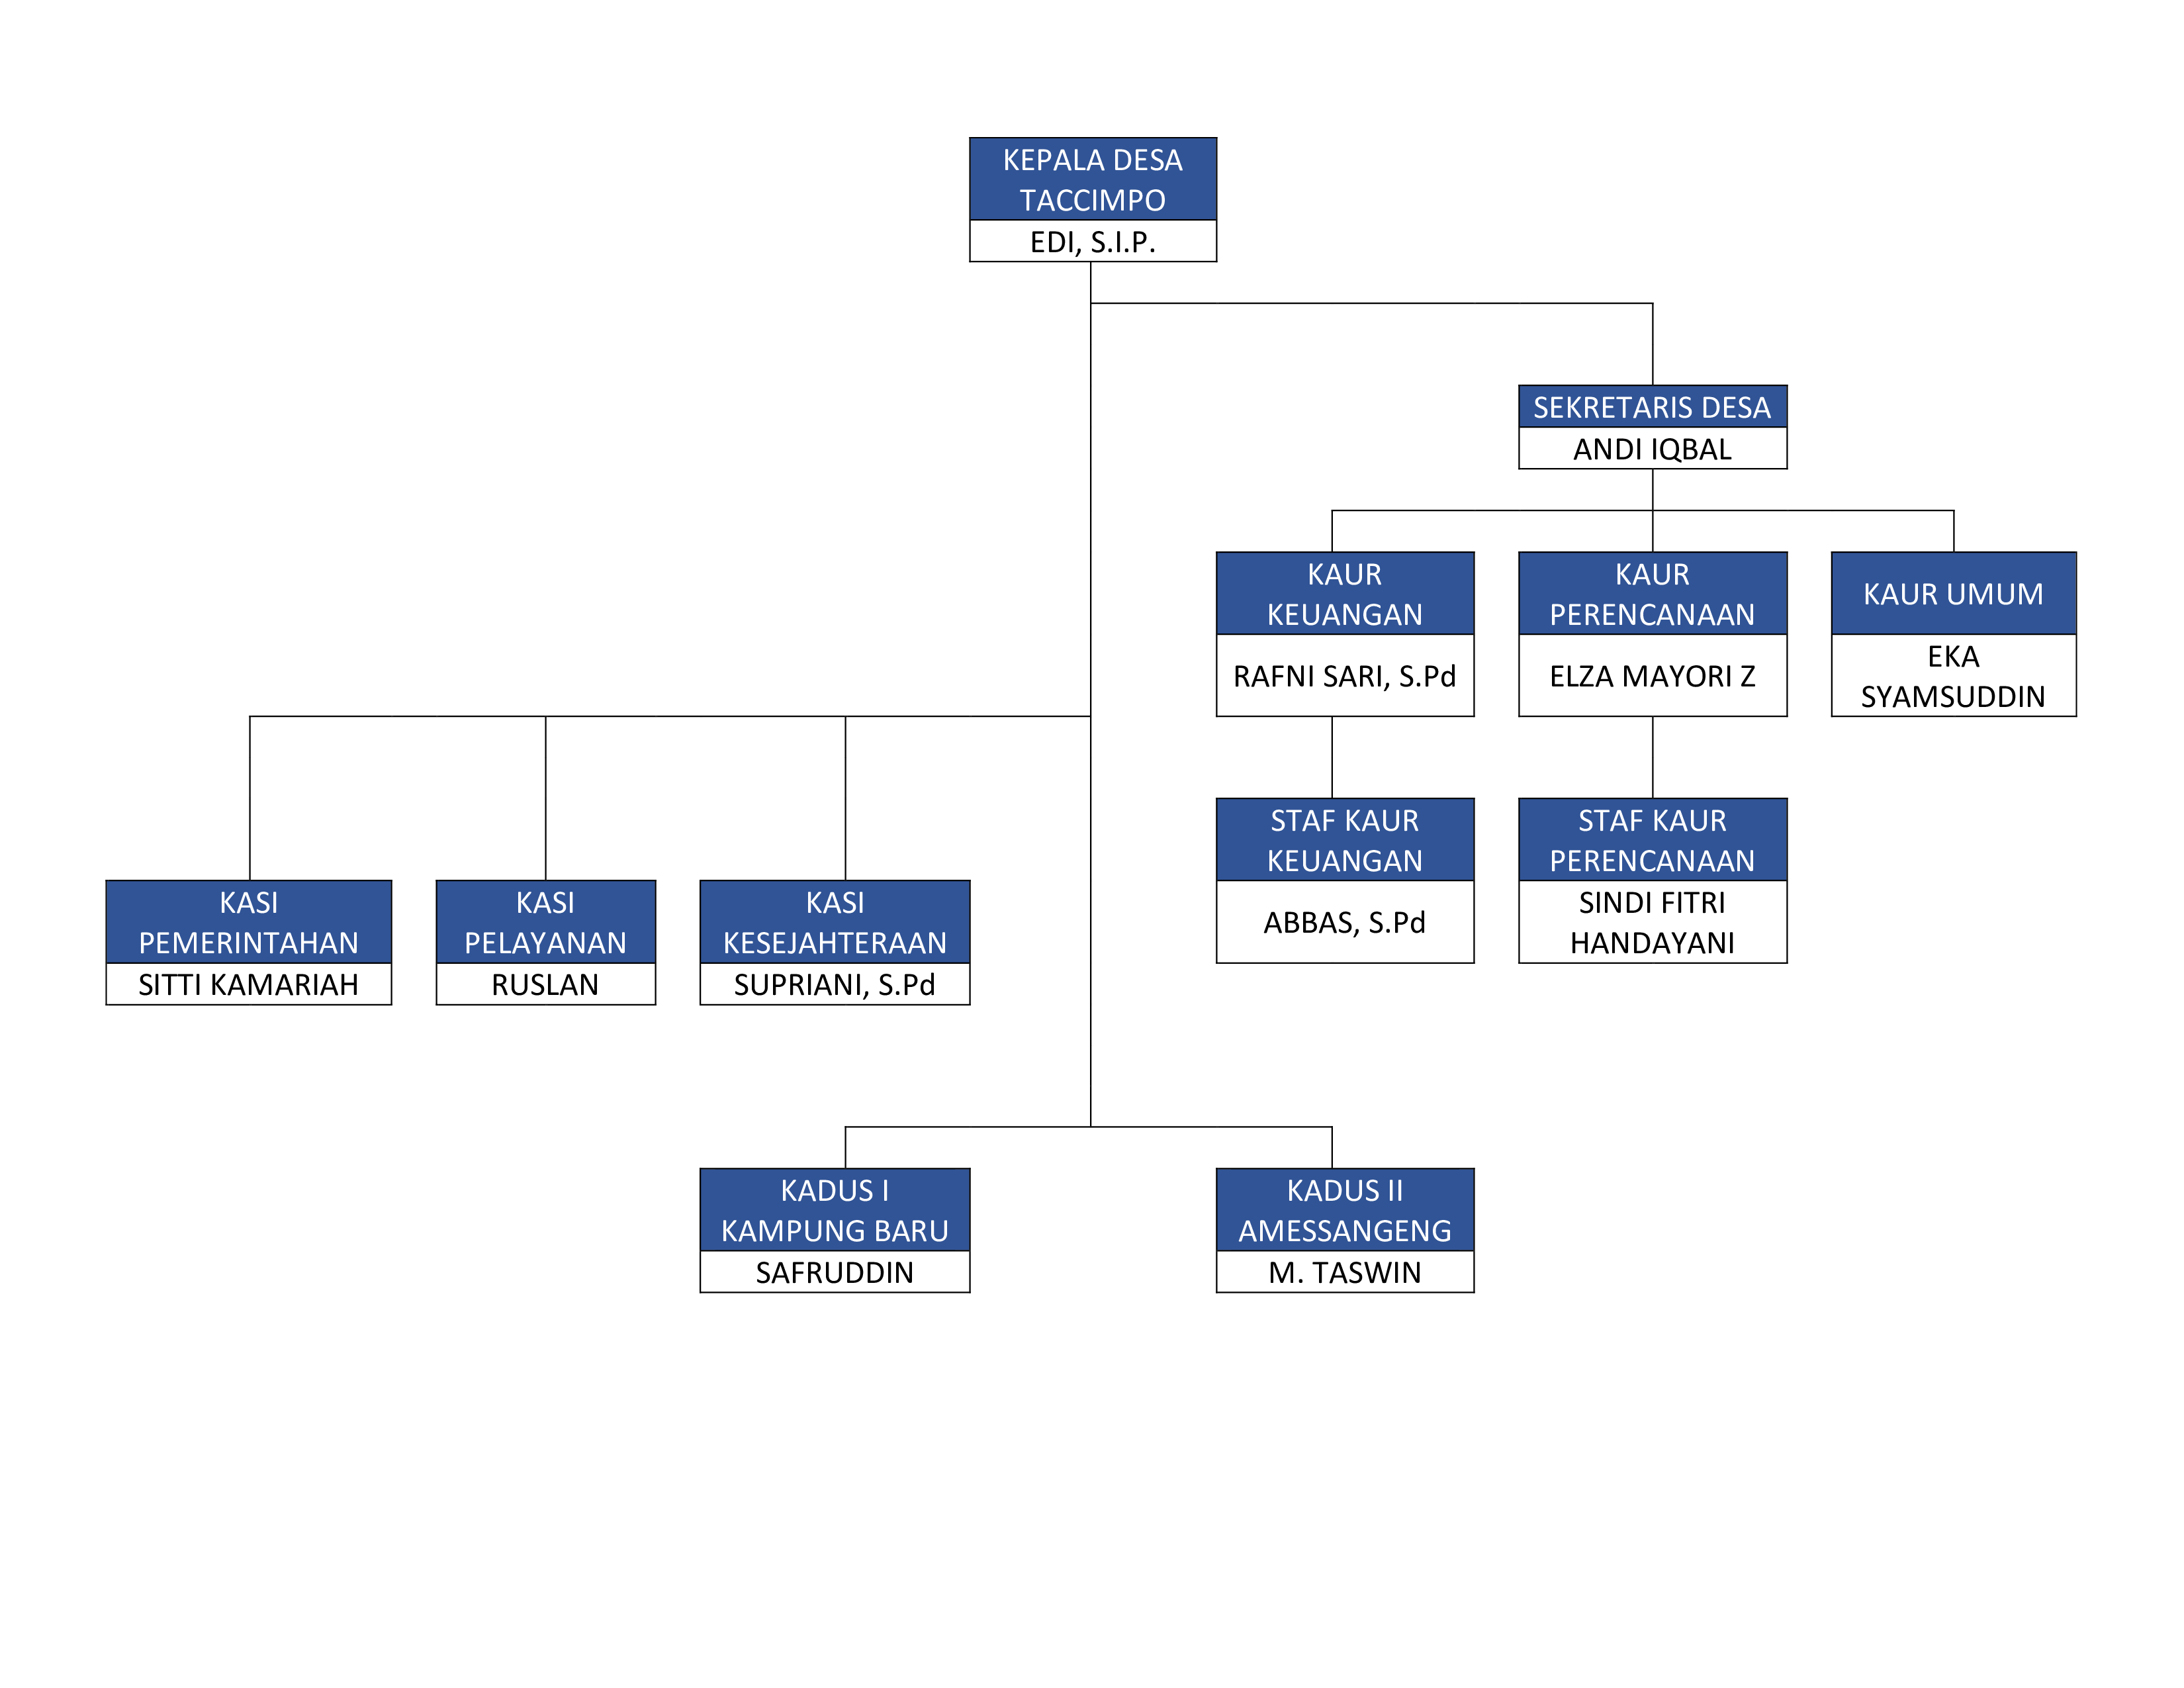 KEPALA DESA
TACCIMPO
EDI, S.I.P.
SEKRETARIS DESA
ANDI IQBAL
KAUR
KEUANGAN
RAFNI SARI, S.Pd
KAUR
PERENCANAAN
ELZA MAYORI Z
KAUR UMUM
EKA
SYAMSUDDIN
STAF KAUR
KEUANGAN
ABBAS, S.Pd
STAF KAUR
PERENCANAAN
SINDI FITRI
HANDAYANI
KASI
PEMERINTAHAN
SITTI KAMARIAH
KASI
PELAYANAN
RUSLAN
KASI
KESEJAHTERAAN
SUPRIANI, S.Pd
KADUS I
KAMPUNG BARU
SAFRUDDIN
KADUS II
AMESSANGENG
M. TASWIN